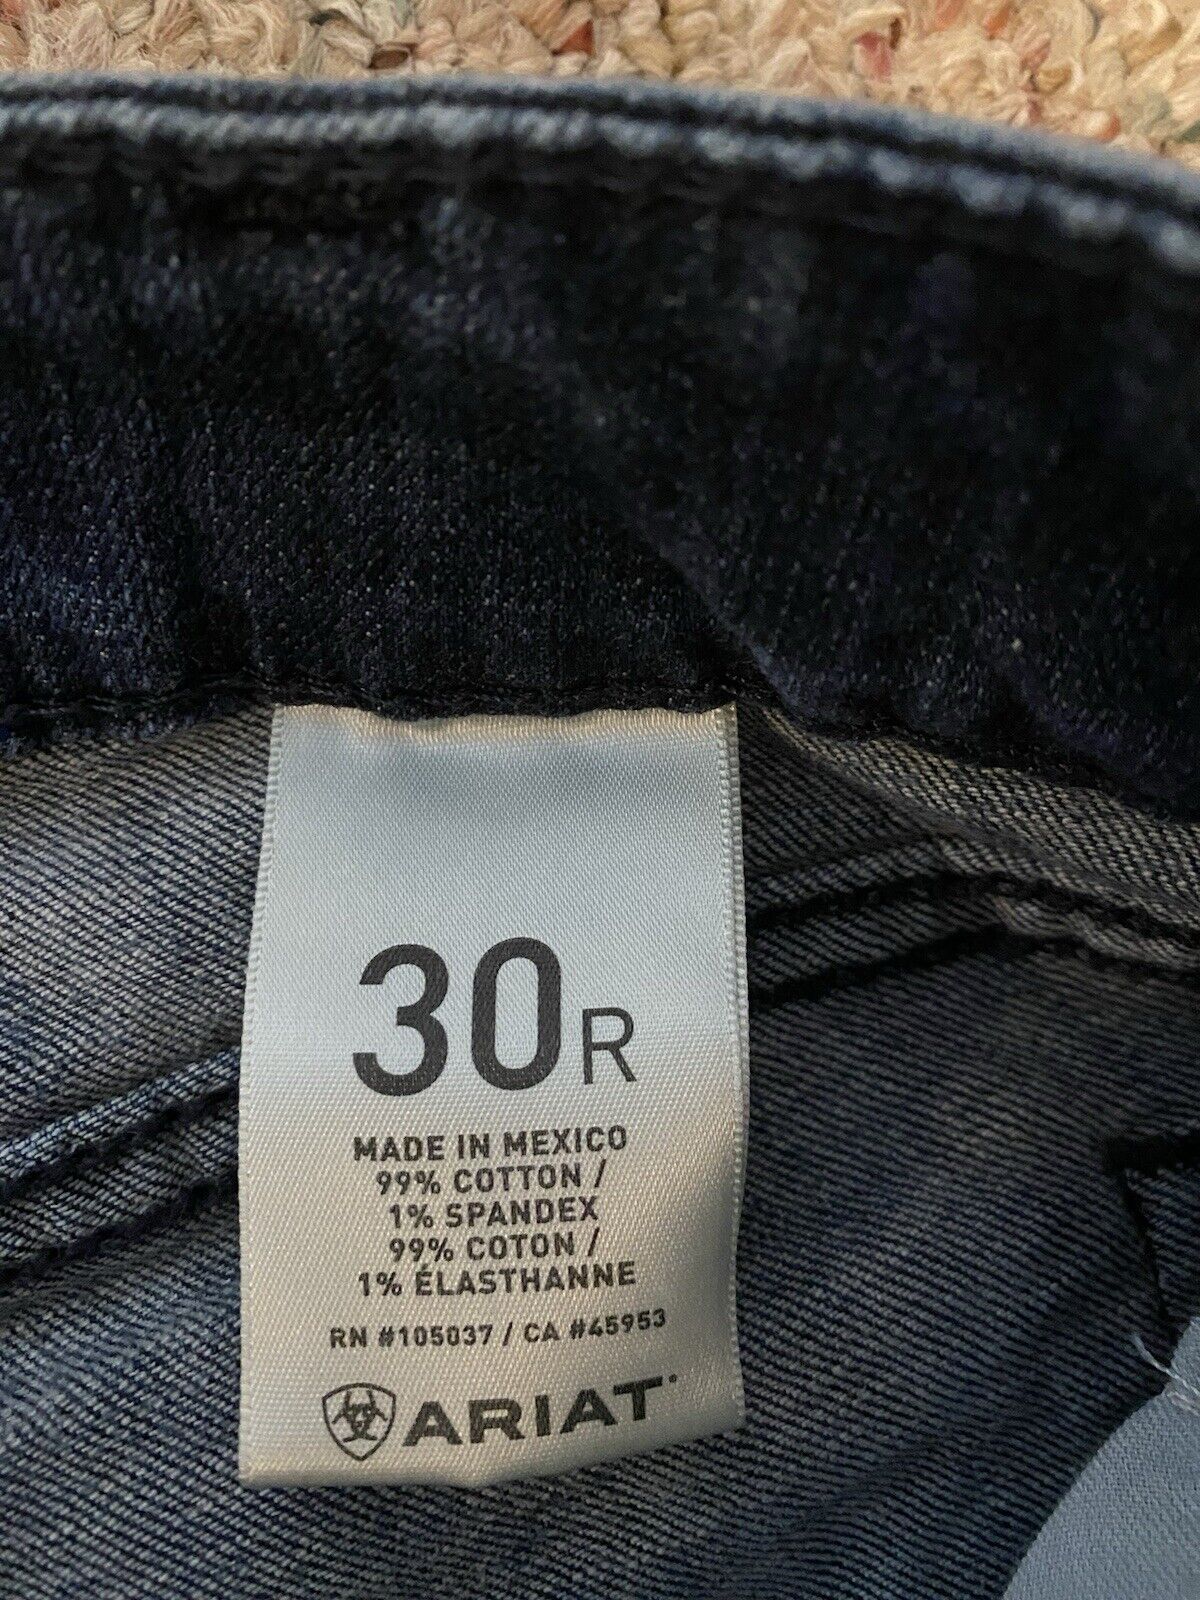 30R
MADE IN MEXICO
99% COTTON /
1% SPANDEX
99% COTON /
1% ÉLASTHANNE
RN #105037 / CA #45953
ARIAT